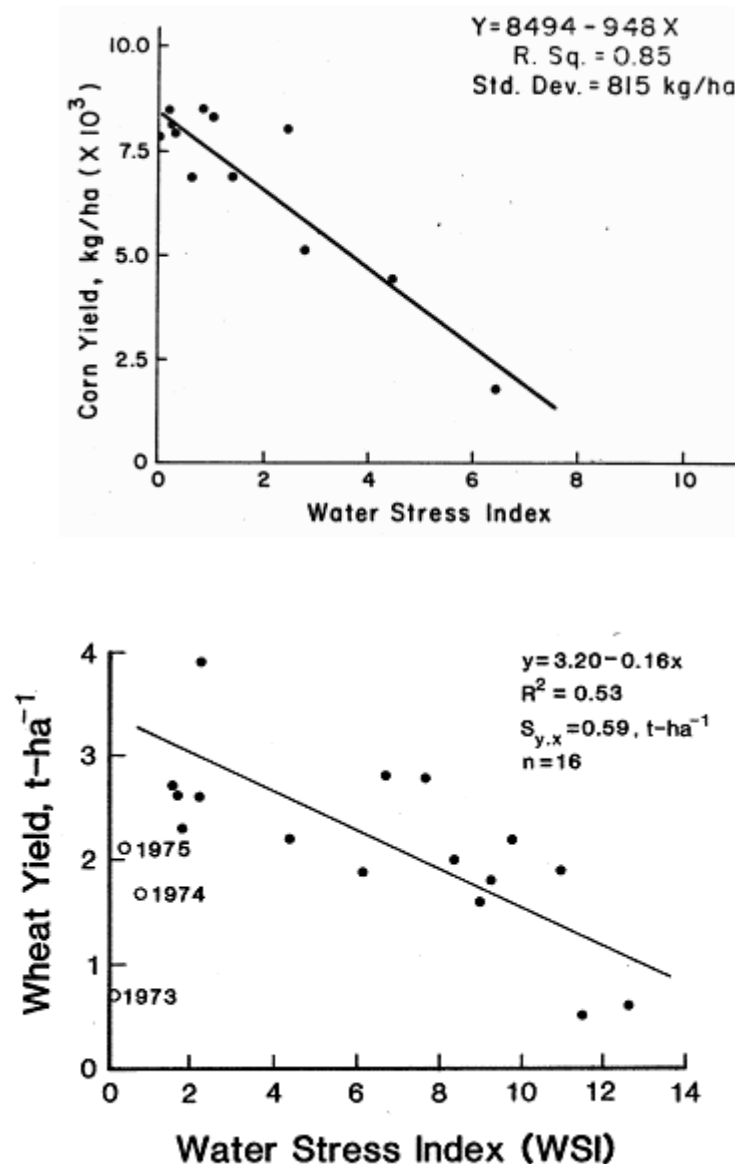 Y=8494-948 X
R. Sq. = 0.85
Std. Dev. = 815 kg/ha
10.0
7.5
5.0
2.5
0
Corn Yield, kg/ha (X 10³)
0 2 4 6 8 10
Water Stress Index
y=3.20-0.16x
R² = 0.53
S y.x = 0.59, t-ha⁻¹
n=16
4
3
2
1
0
Wheat Yield, t-ha⁻¹
1975
1974
1973
0 2 4 6 8 10 12 14
Water Stress Index (WSI)